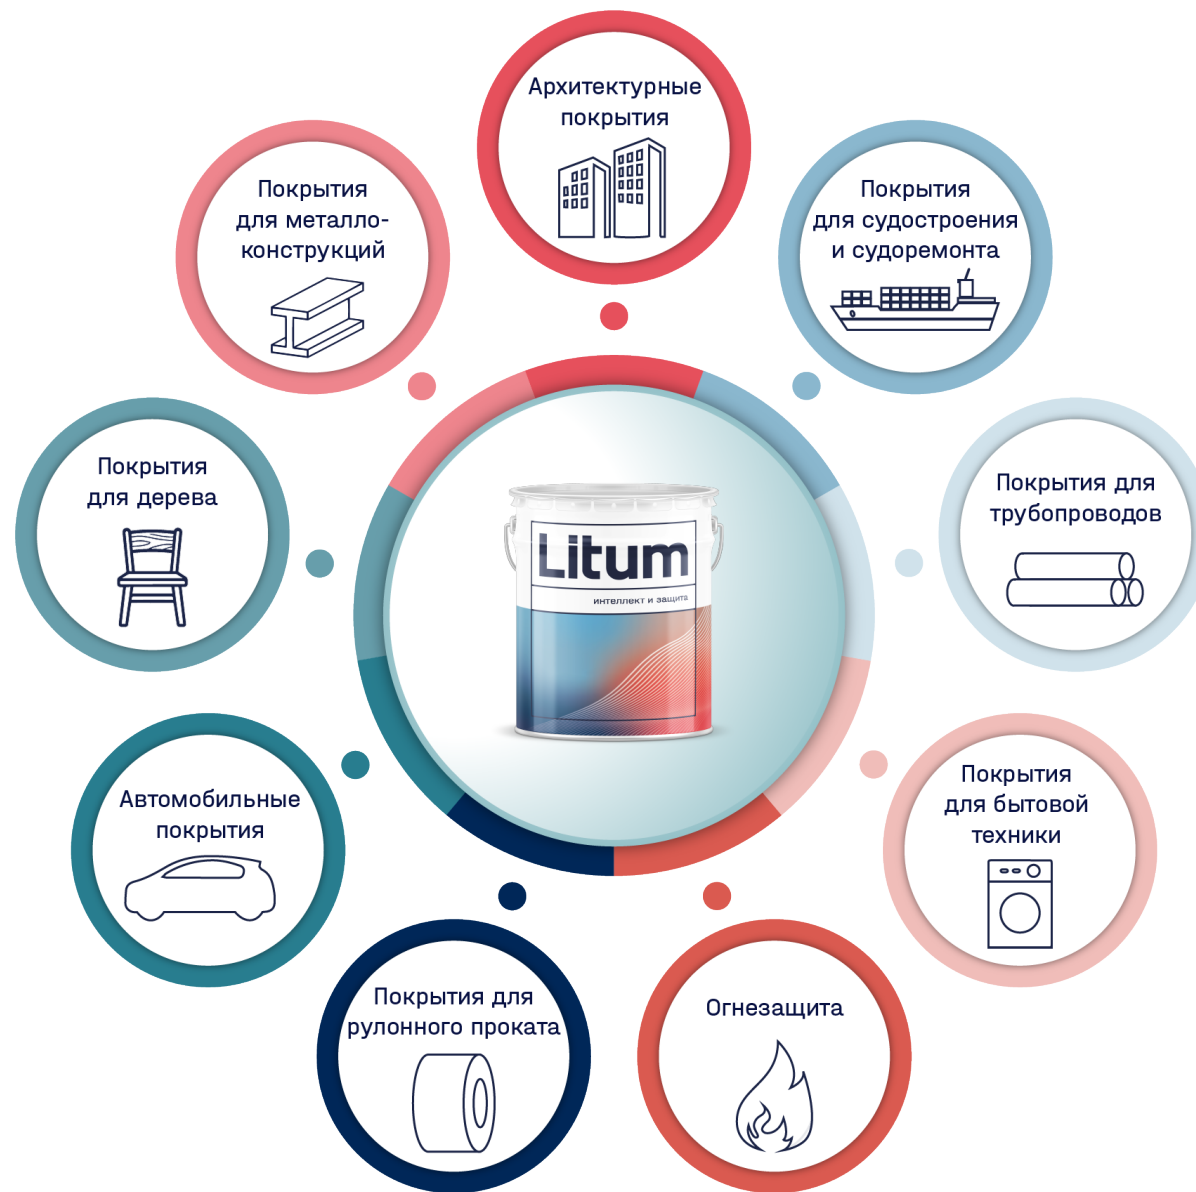 Архитектурные
покрытия
Покрытия
для судостроения
и судоремонта
Покрытия для
трубопроводов
Покрытия
для бытовой
техники
Огнезащита
Покрытия для
рулонного проката
Автомобильные
покрытия
Покрытия
для дерева
Покрытия
для металло-
конструкций
Litum
интеллект и защита